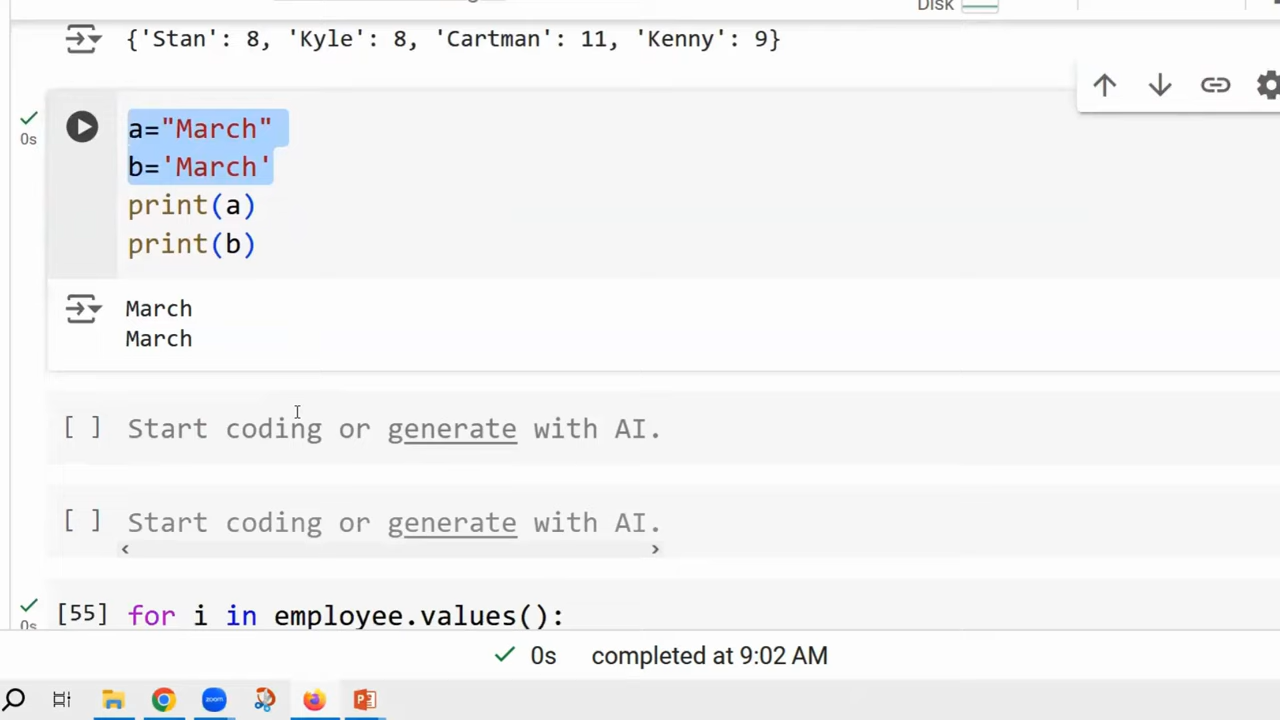 Disk
{'Stan': 8, 'Kyle': 8, 'Cartman': 11, 'Kenny': 9}
0s
a="March"
b='March'
print(a)
print(b)
March
March
[ ] Start coding or generate with AI.
[ ] Start coding or generate with AI.
[55] for i in employee.values():
0s
0s completed at 9:02 AM
zoom